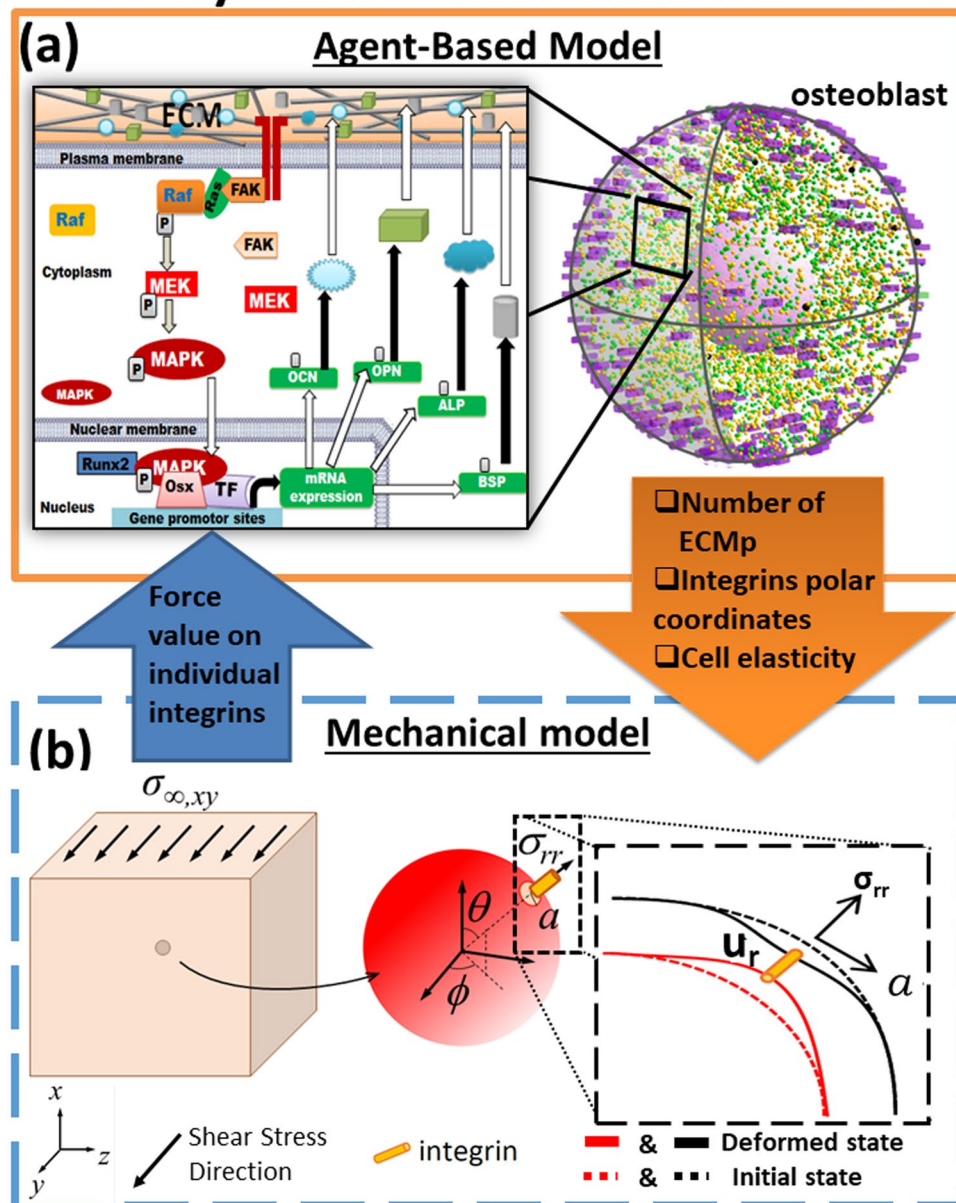 (a)
Agent-Based Model
osteoblast
ECM
Plasma membrane
Raf
Ras
FAK
Raf
P
FAK
Cytoplasm
MEK
P
MEK
MAPK
P
MAPK
OCN
OPN
ALP
BSP
Nuclear membrane
Runx2
MAPK
P
Osx
TF
mRNA
expression
Nucleus
Gene promotor sites
❑Number of
ECMp
❑Integrins polar
coordinates
❑Cell elasticity
Force
value on
individual
integrins
(b)
Mechanical model
σ∞,xy
σrr
θ
a
ϕ
σrr
ur
a
x
y
z
Shear Stress
Direction
integrin
& Deformed state
& Initial state